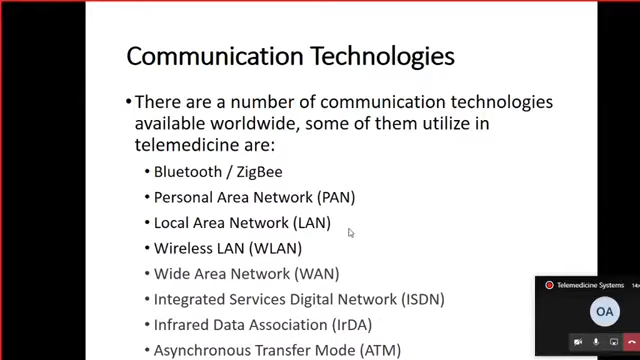 Communication Technologies
• There are a number of communication technologies
available worldwide, some of them utilize in
telemedicine are:
• Bluetooth / ZigBee
• Personal Area Network (PAN)
• Local Area Network (LAN)
• Wireless LAN (WLAN)
• Wide Area Network (WAN)
• Integrated Services Digital Network (ISDN)
• Infrared Data Association (IrDA)
• Asynchronous Transfer Mode (ATM)
Telemedicine Systems
OA